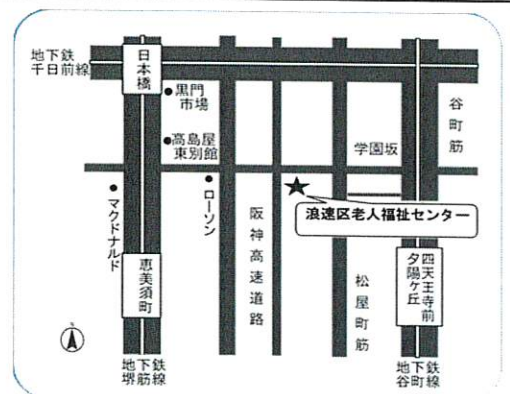 地下鉄
千日前線
日本橋
黒門
市場
高島屋
東別館
谷町筋
学園坂
マクドナルド
ローソン
浪速区老人福祉センター
阪神高速道路
恵美須町
松屋町筋
四天王寺前
夕陽ヶ丘
地下鉄
堺筋線
地下鉄
谷町線